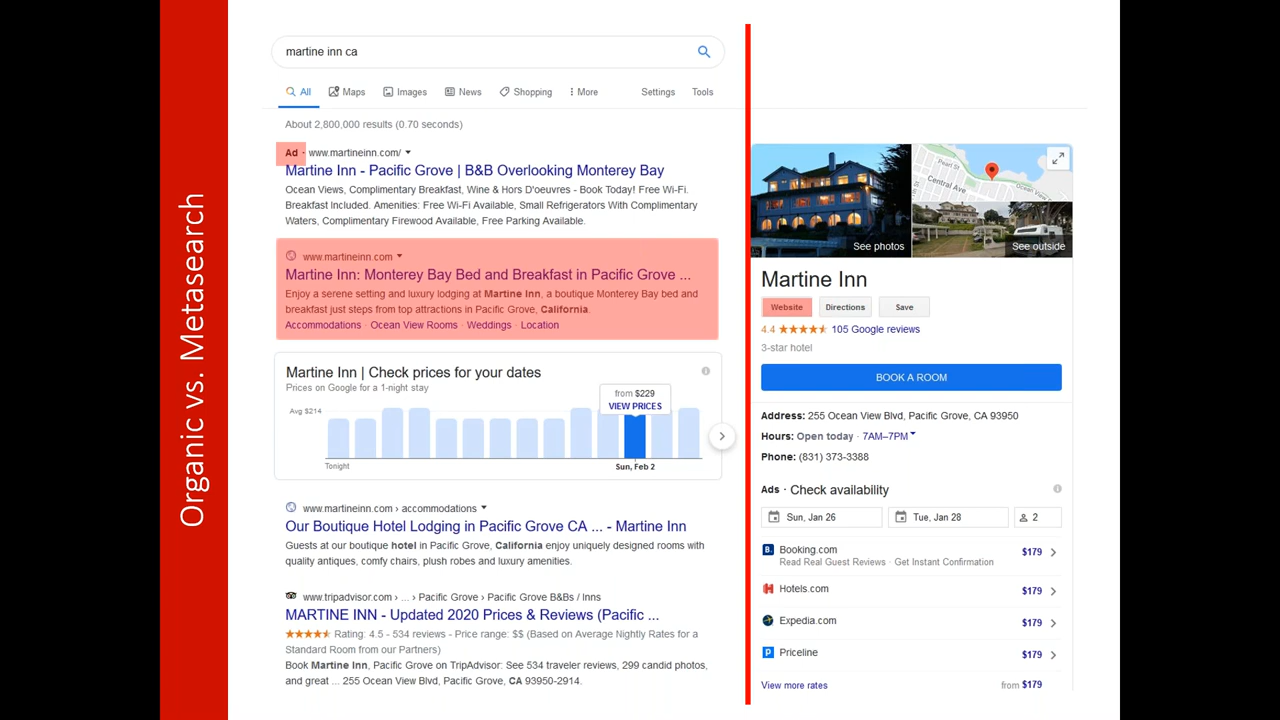 Organic vs. Metasearch
martine inn ca
All Maps Images News Shopping More Settings Tools
About 2,800,000 results (0.70 seconds)
Ad · www.martineinn.com/
Martine Inn - Pacific Grove | B&B Overlooking Monterey Bay
Ocean Views, Complimentary Breakfast, Wine & Hors D'oeuvres - Book Today! Free Wi-Fi.
Breakfast Included. Amenities: Free Wi-Fi Available, Small Refrigerators With Complimentary
Waters, Complimentary Firewood Available, Free Parking Available.
www.martineinn.com
Martine Inn: Monterey Bay Bed and Breakfast in Pacific Grove ...
Enjoy a serene setting and luxury lodging at Martine Inn, a boutique Monterey Bay bed and
breakfast just steps from top attractions in Pacific Grove, California.
Accommodations · Ocean View Rooms · Weddings · Location
Martine Inn | Check prices for your dates
Prices on Google for a 1-night stay
from $229
VIEW PRICES
Avg $214
Tonight
Sun, Feb 2
www.martineinn.com › accommodations
Our Boutique Hotel Lodging in Pacific Grove CA ... - Martine Inn
Guests at our boutique hotel in Pacific Grove, California enjoy uniquely designed rooms with
quality antiques, comfy chairs, plush robes and luxury amenities.
www.tripadvisor.com › ... › Pacific Grove › Pacific Grove B&Bs / Inns
MARTINE INN - Updated 2020 Prices & Reviews (Pacific ...
Rating: 4.5 - 534 reviews - Price range: $$ (Based on Average Nightly Rates for a
Standard Room from our Partners)
Book Martine Inn, Pacific Grove on TripAdvisor: See 534 traveler reviews, 299 candid photos,
and great ... 255 Ocean View Blvd, Pacific Grove, CA 93950-2914.
Pearl St
Central Ave
Ocean View
See photos
See outside
Martine Inn
Website Directions Save
4.4 105 Google reviews
3-star hotel
BOOK A ROOM
Address: 255 Ocean View Blvd, Pacific Grove, CA 93950
Hours: Open today · 7AM–7PM
Phone: (831) 373-3388
Ads · Check availability
Sun, Jan 26 Tue, Jan 28 2
B.
Booking.com $179
Read Real Guest Reviews · Get Instant Confirmation
Hotels.com $179
Expedia.com $179
Priceline $179
View more rates from $179